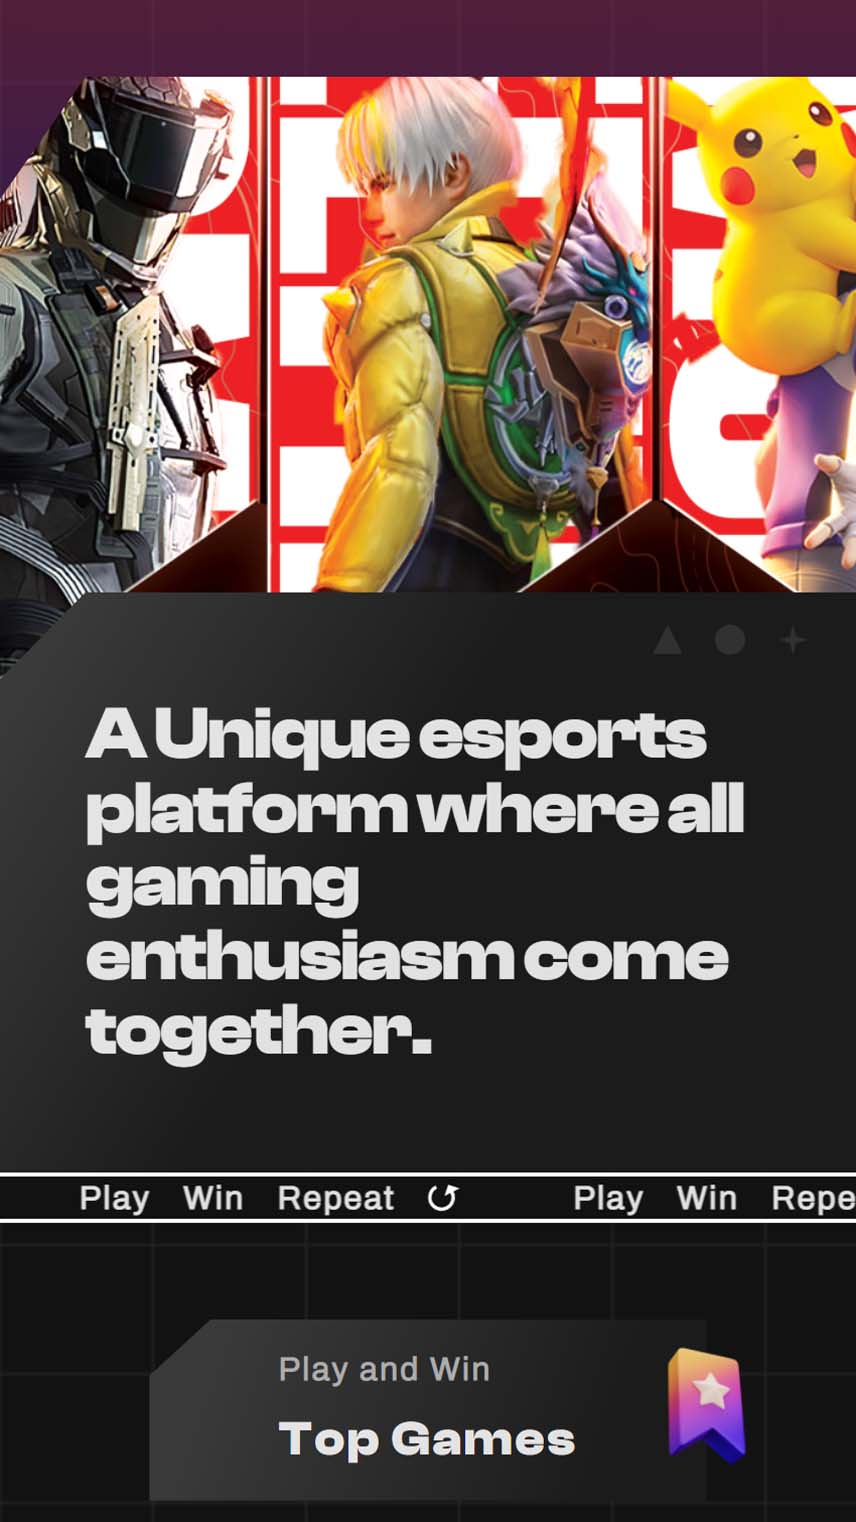 A Unique esports
platform where all
gaming
enthusiasm come
together.
Play Win Repeat Play Win Repe
Play and Win
Top Games